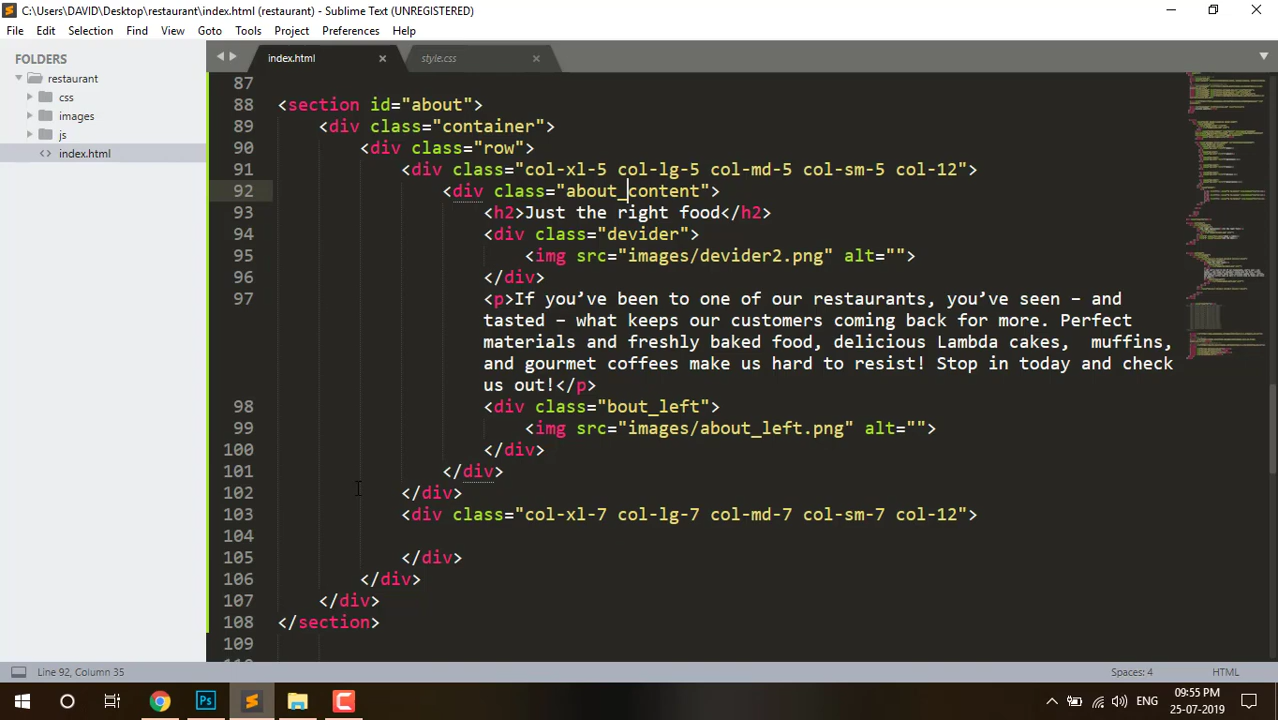 C:\Users\DAVID\Desktop\restaurant\index.html (restaurant) - Sublime Text (UNREGISTERED)
File Edit Selection Find View Goto Tools Project Preferences Help
FOLDERS
restaurant
css
images
js
<> index.html
index.html style.css
87
88 <section id="about">
89 <div class="container">
90 <div class="row">
91 <div class="col-xl-5 col-lg-5 col-md-5 col-sm-5 col-12">
92 <div class="about_content">
93 <h2>Just the right food</h2>
94 <div class="devider">
95 <img src="images/devider2.png" alt="">
96 </div>
97 <p>If you’ve been to one of our restaurants, you’ve seen – and
tasted – what keeps our customers coming back for more. Perfect
materials and freshly baked food, delicious Lambda cakes,  muffins,
and gourmet coffees make us hard to resist! Stop in today and check
us out!</p>
98 <div class="bout_left">
99 <img src="images/about_left.png" alt="">
100 </div>
101 </div>
102 </div>
103 <div class="col-xl-7 col-lg-7 col-md-7 col-sm-7 col-12">
104
105 </div>
106 </div>
107 </div>
108 </section>
109
Line 92, Column 35
Spaces: 4 HTML
Ps
ENG
09:55 PM
25-07-2019